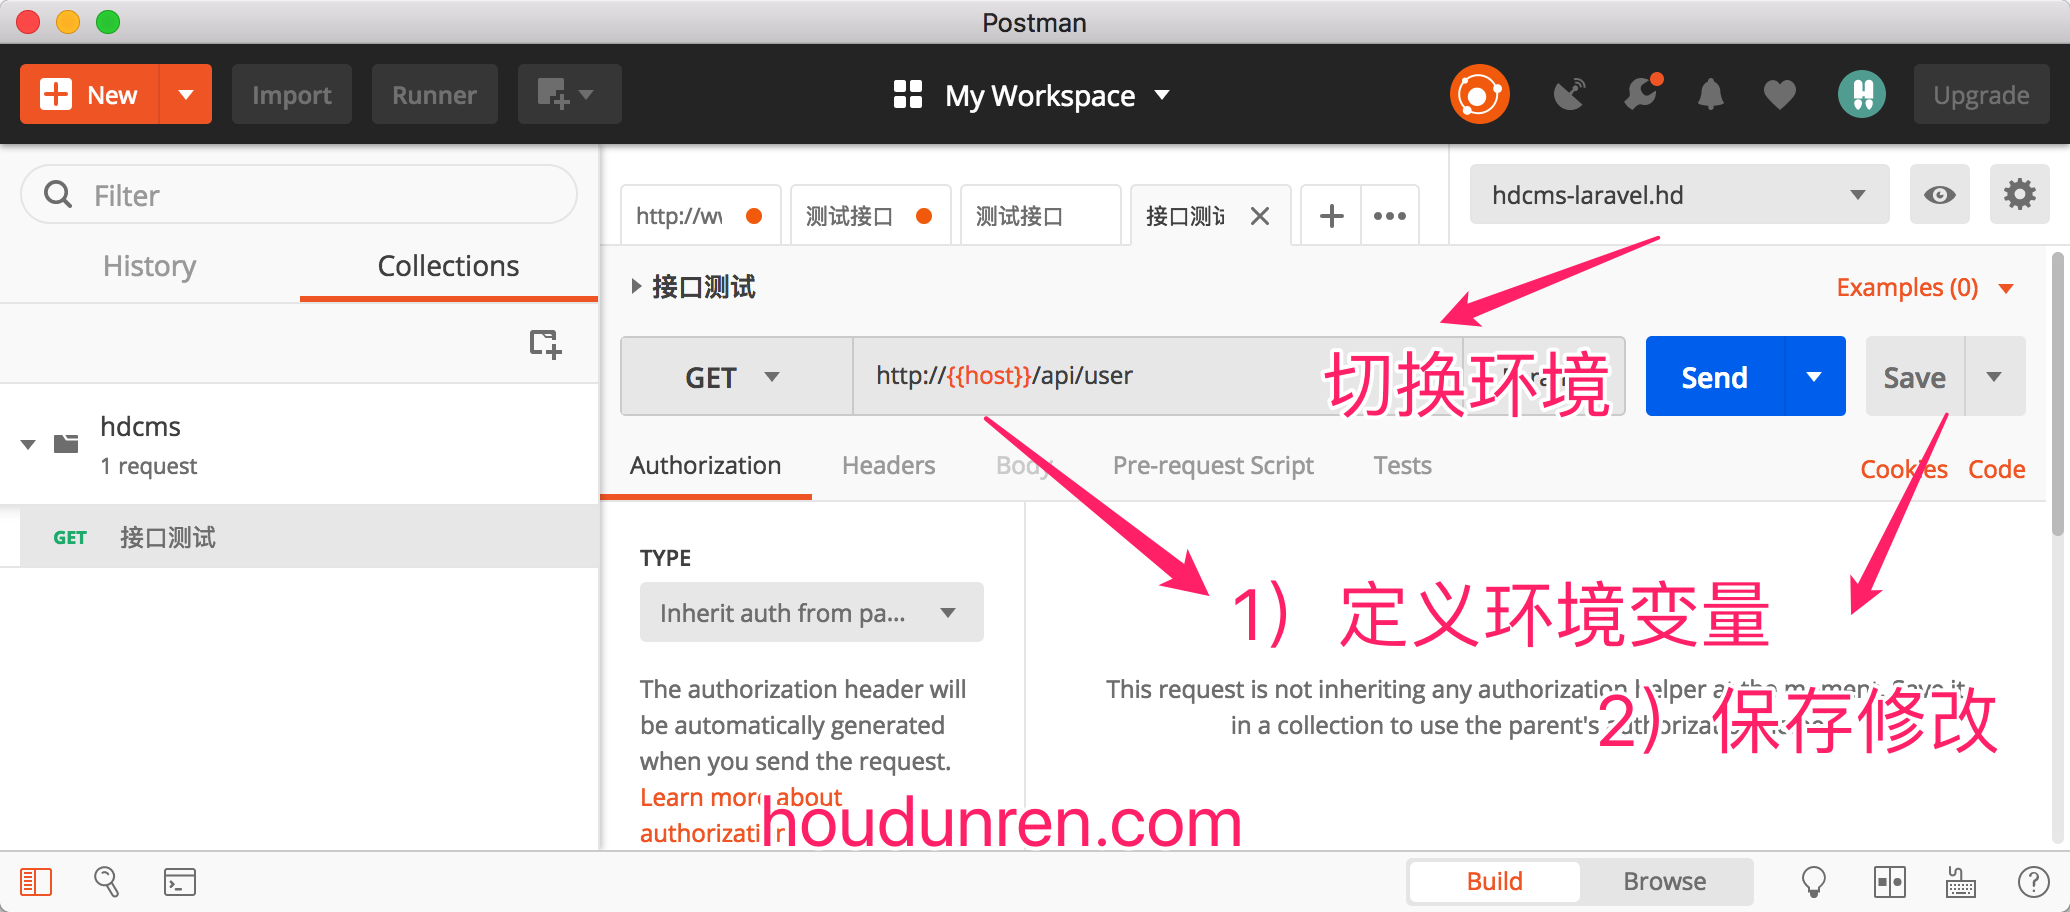 Postman
New
Import
Runner
My Workspace
Upgrade
Filter
History
Collections
hdcms
1 request
GET 接口测试
http://w
测试接口
测试接口
接口测试
hdcms-laravel.hd
接口测试
Examples (0)
GET
http://{{host}}/api/user
切换环境
Send
Save
Authorization
Headers
Body
Pre-request Script
Tests
Cookies
Code
TYPE
Inherit auth from pa...
The authorization header will
be automatically generated
when you send the request.
Learn more about
authorization
1）定义环境变量
This request is not inheriting any authorization helper at the moment. Save it
in a collection to use the parent's authorization
2）保存修改
houdunren.com
Build
Browse